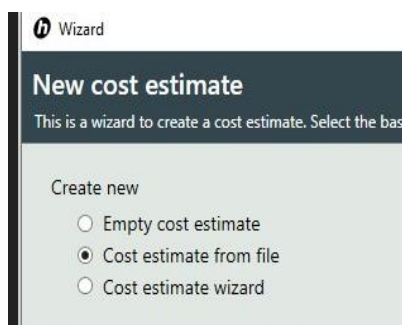 Wizard
New cost estimate
This is a wizard to create a cost estimate. Select the bas
Create new
Empty cost estimate
Cost estimate from file
Cost estimate wizard